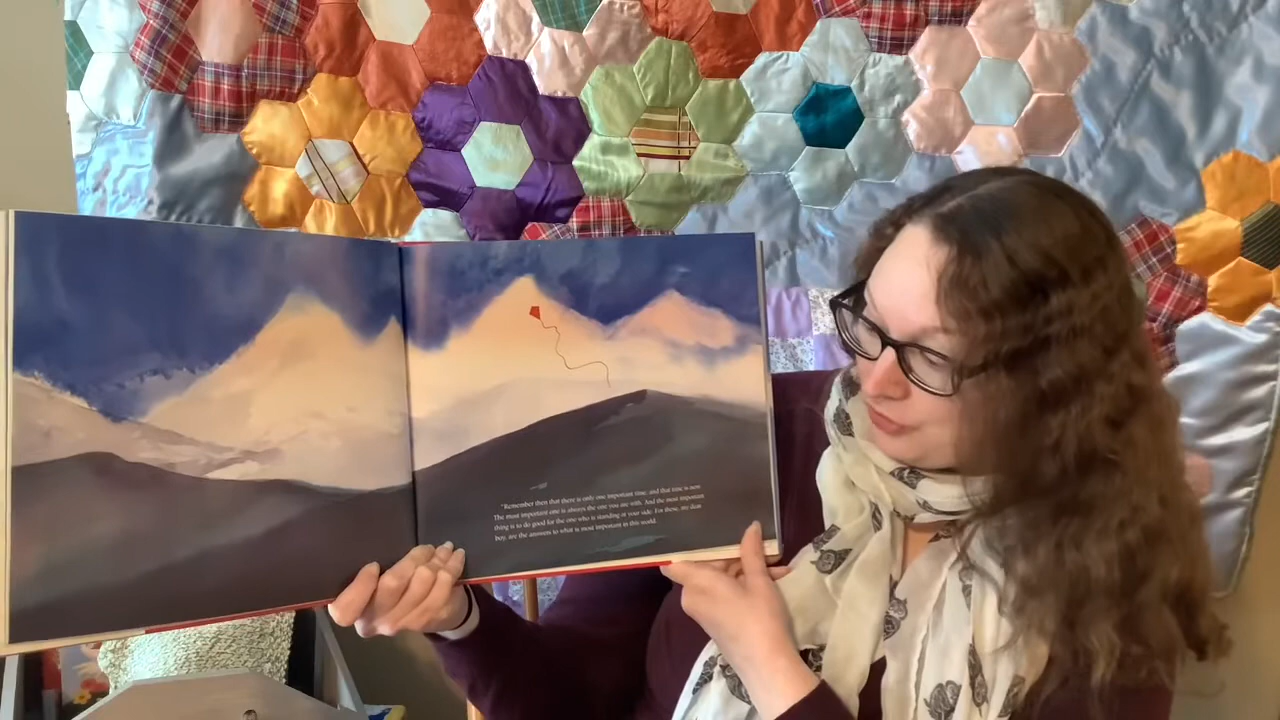 "Remember then that there is only one important time, and that time is now.
The most important one is always the one you are with. And the most important
thing is to do good for the one who is standing at your side. For these, my dear
boy, are the answers to what is most important in this world.